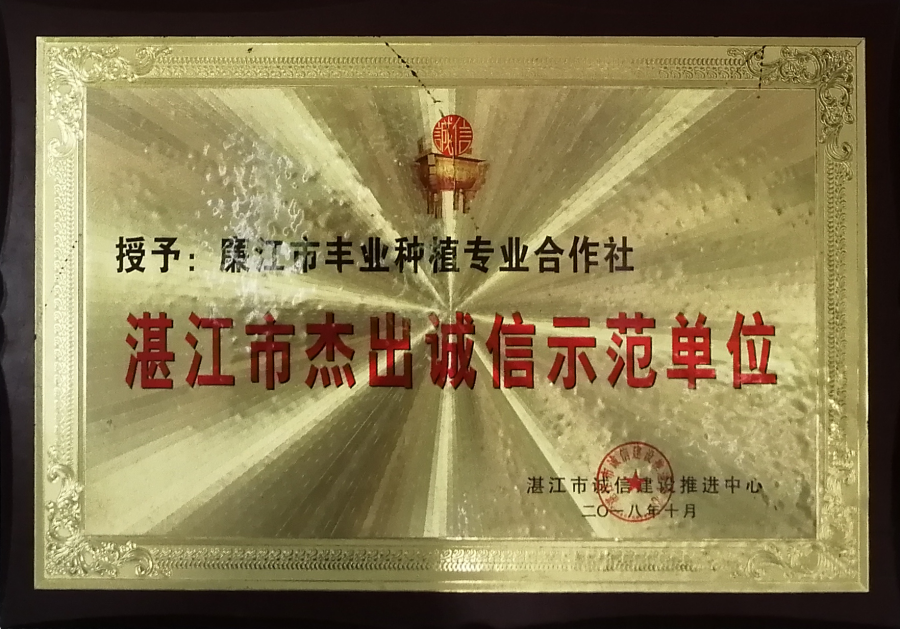 誠信
授予：廉江市丰业种植专业合作社
湛江市杰出诚信示范单位
湛江市诚信建设推进中心
二〇一八年十月